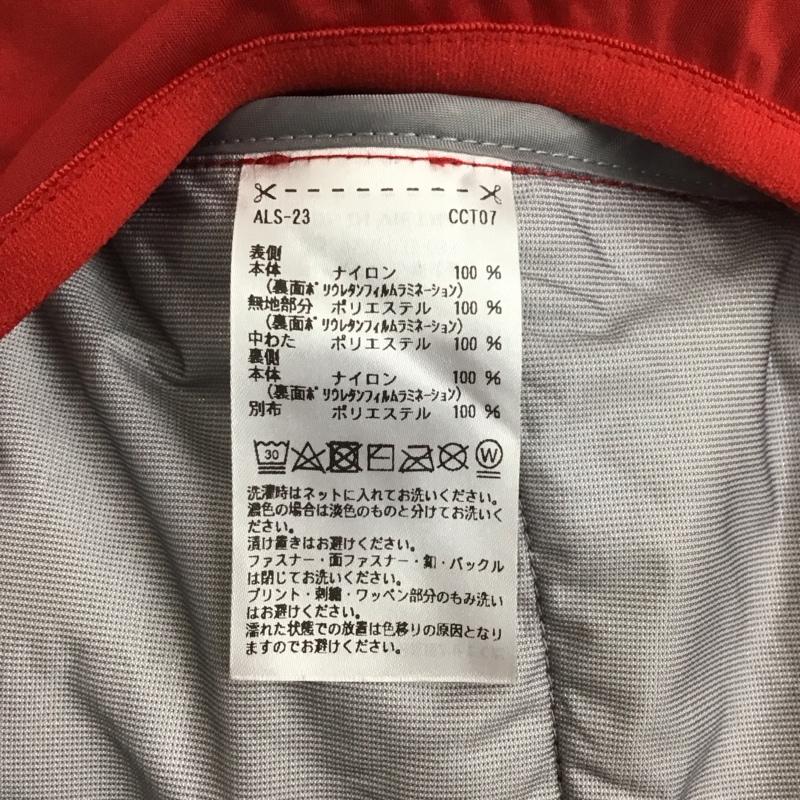 ALS-23 CCT07
表側
本体 ナイロン 100 %
(裏面ポリウレタンフィルムラミネーション)
無地部分 ポリエステル 100 %
(裏面ポリウレタンフィルムラミネーション)
中わた ポリエステル 100 %
裏側
本体 ナイロン 100 %
(裏面ポリウレタンフィルムラミネーション)
別布 ポリエステル 100 %
30 W
洗濯時はネットに入れてお洗いください。
濃色の場合は淡色のものと分けてお洗いく
ださい。
漬け置きはお避けください。
ファスナー・面ファスナー・釦・バックル
は閉じてお洗いください。
プリント・刺繍・ワッペン部分のもみ洗い
はお避けください。
濡れた状態での放置は色移りの原因となり
ますのでお避けください。